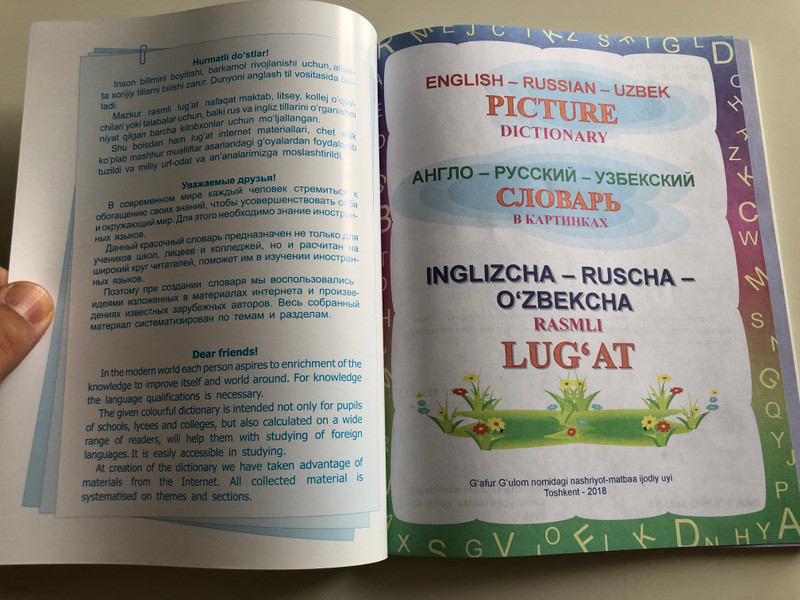 Hurmatli do‘stlar!
Inson bilimini boyitishi, barkamol rivojlanishi uchun, albat-
ta xorijiy tillarni bilishi zarur. Dunyoni anglash til vositasida bo‘-
ladi.
Mazkur rasmli lug‘at nafaqat maktab, litsey, kollej o‘quv-
chilari yoki talabalar uchun, balki rus va ingliz tillarini o‘rganishni
niyat qilgan barcha kitobxonlar uchun mo‘ljallangan.
Shu boisdan ham lug‘at internet materiallari, chet ellik
ko‘plab mashhur mualliflar asarlaridagi g‘oyalardan foydalanib
tuzildi va milliy urf-odat va an’analarimizga moslashtirildi.
Уважаемые друзья!
В современном мире каждый человек стремиться к
обогащению своих знаний, чтобы усовершенствовать себя
и окружающий мир. Для этого необходимо знание иностран-
ных языков.
Данный красочный словарь предназначен не только для
учеников школ, лицеев и колледжей, но и расчитан на
широкий круг читателей, поможет им в изучении иностран-
ных языков.
Поэтому при создании словаря мы воспользовались
идеями изложенных в материалах интернета и произве-
дениях известных зарубежных авторов. Весь собранный
материал систематизирован по темам и разделам.
Dear friends!
In the modern world each person aspires to enrichment of the
knowledge to improve itself and world around. For knowledge
the language qualifications is necessary.
The given colourful dictionary is intended not only for pupils
of schools, lycees and colleges, but also calculated on a wide
range of readers, will help them with studying of foreign
languages. It is easily accessible in studying.
At creation of the dictionary we have taken advantage of
materials from the Internet. All collected material is
systematised on themes and sections.
ENGLISH – RUSSIAN – UZBEK
PICTURE
DICTIONARY
АНГЛО – РУССКИЙ – УЗБЕКСКИЙ
СЛОВАРЬ
В КАРТИНКАХ
INGLIZCHA – RUSCHA –
O‘ZBEKCHA
RASMLI
LUG‘AT
G‘afur G‘ulom nomidagi nashriyot-matbaa ijodiy uyi
Toshkent - 2018